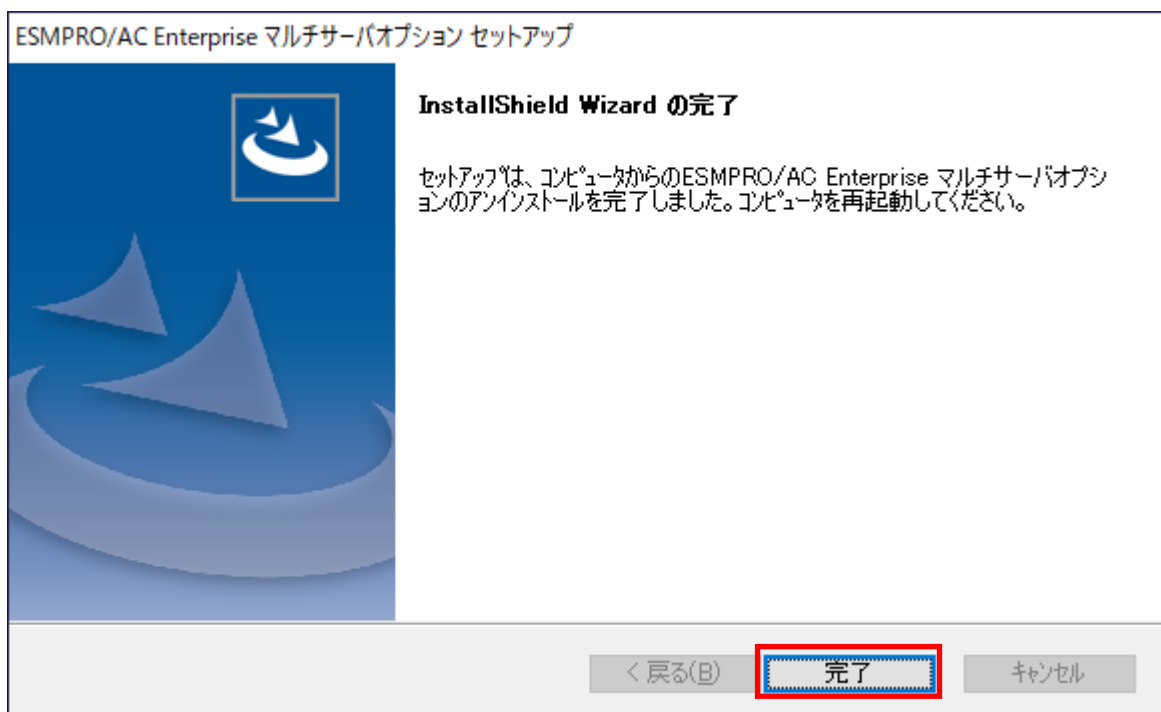 ESMPRO/AC Enterprise マルチサーバオプション セットアップ
InstallShield Wizard の完了
セットアップは、コンピュータからのESMPRO/AC Enterprise マルチサーバオプシ
ョンのアンインストールを完了しました。コンピュータを再起動してください。
< 戻る(B)
完了
キャンセル